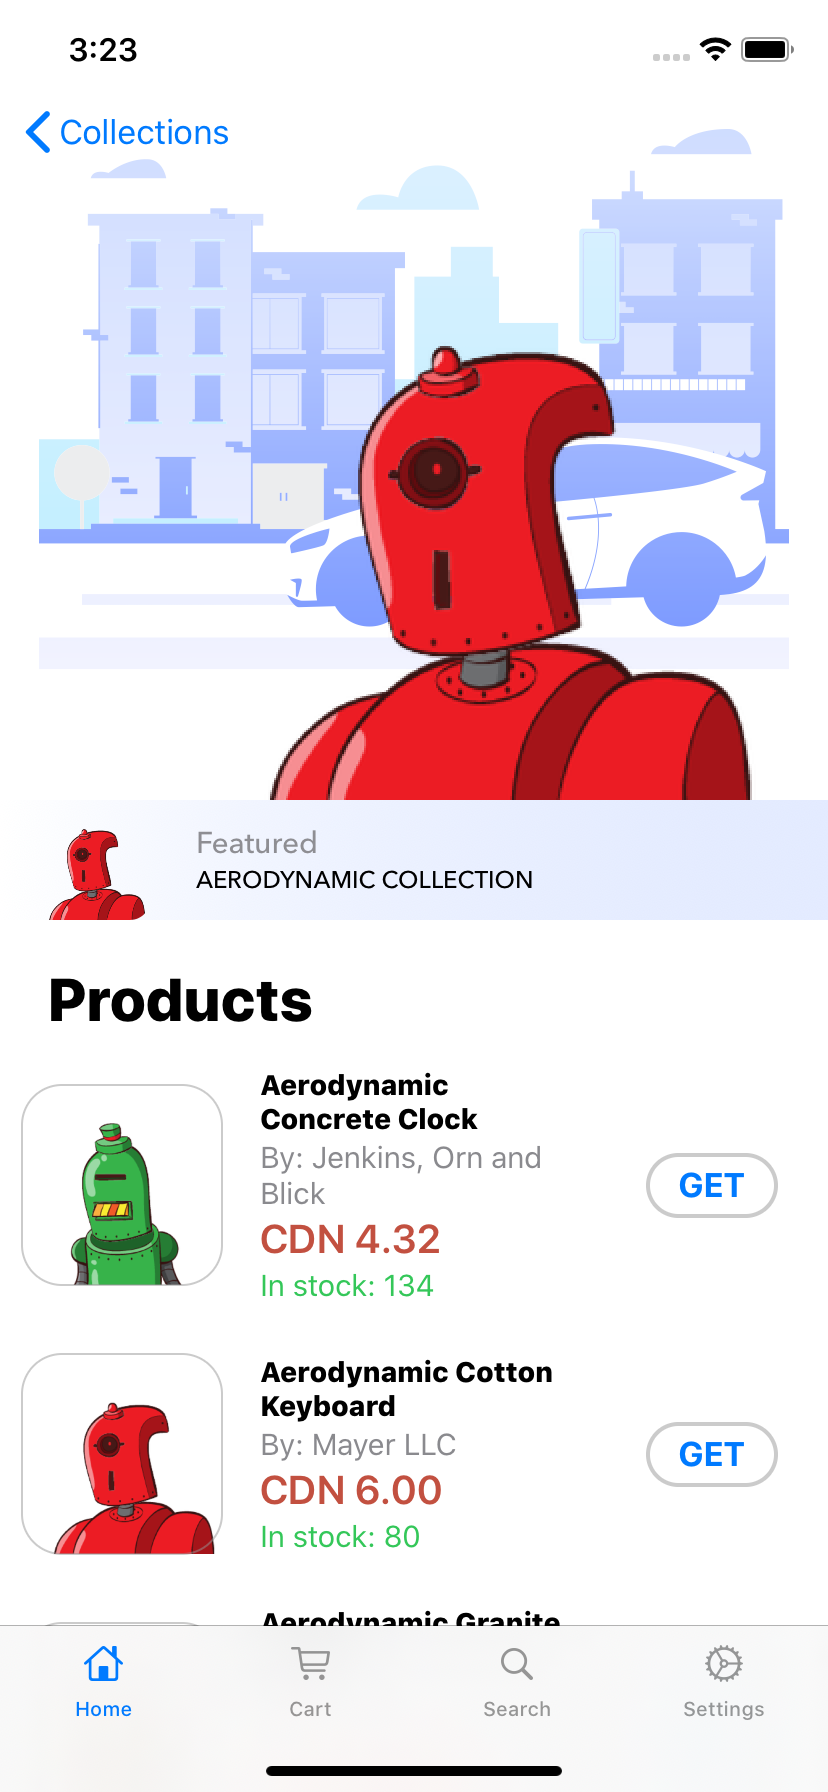 3:23
Collections
Featured
AERODYNAMIC COLLECTION
Products
Aerodynamic
Concrete Clock
By: Jenkins, Orn and
Blick
CDN 4.32
In stock: 134
GET
Aerodynamic Cotton
Keyboard
By: Mayer LLC
CDN 6.00
In stock: 80
GET
Aerodynamic Granite
Home
Cart
Search
Settings